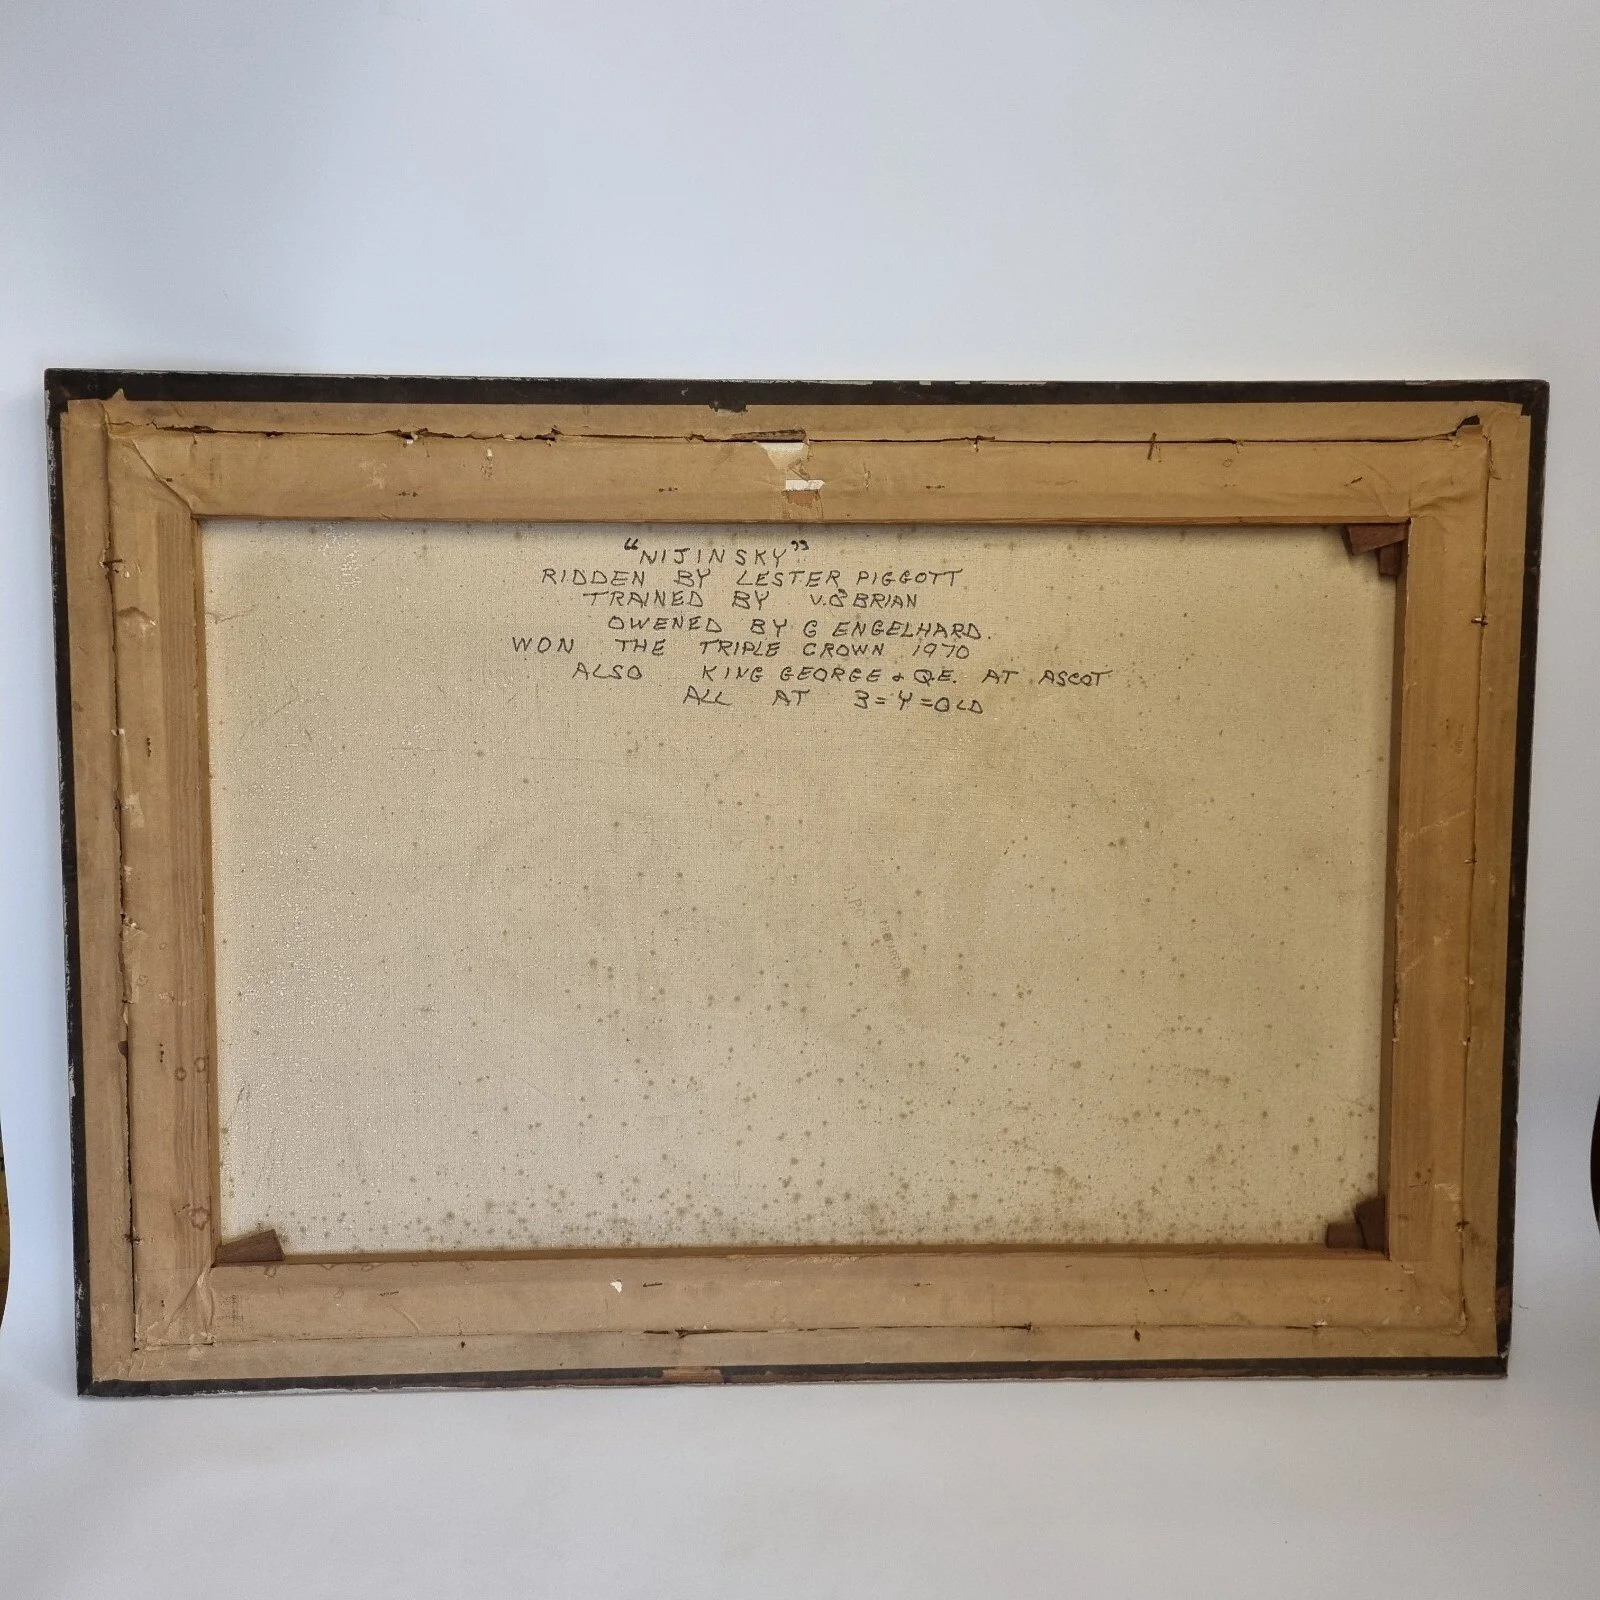 “NIJINSKY”
RIDDEN BY LESTER PIGGOTT
TRAINED BY V.O'BRIAN
OWENED BY G ENGELHARD.
WON THE TRIPLE CROWN 1970
ALSO KING GEORGE & Q.E. AT ASCOT
ALL AT 3=Y=OLD
PREPARED